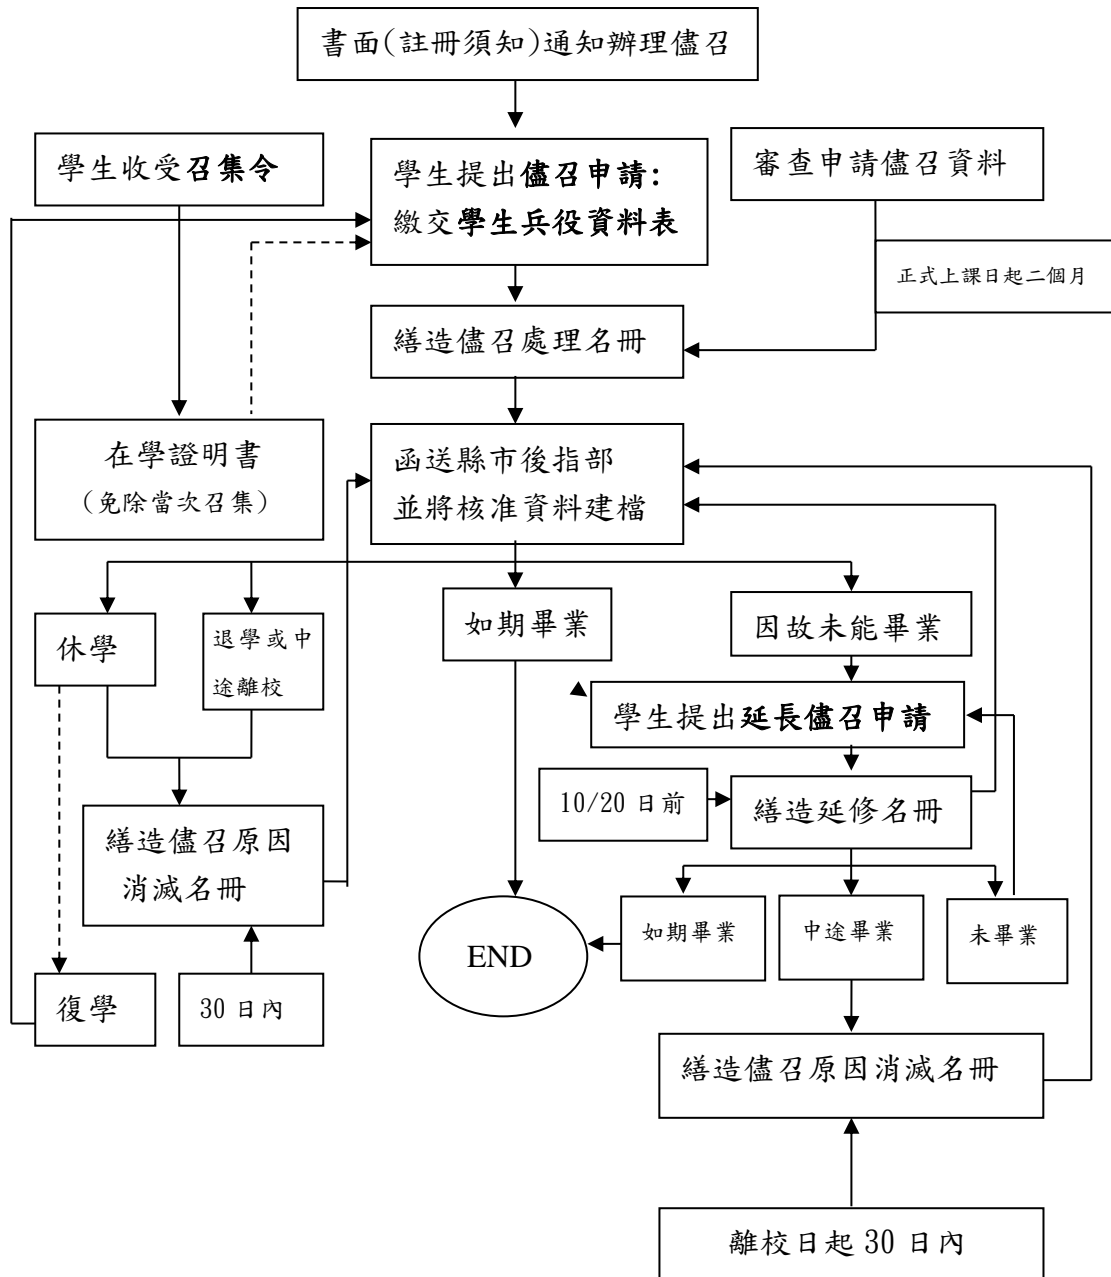 書面(註冊須知)通知辦理儘召
學生收受召集令
學生提出儘召申請:
繳交學生兵役資料表
審查申請儘召資料
正式上課日起二個月
繕造儘召處理名冊
在學證明書
(免除當次召集)
函送縣市後指部
並將核准資料建檔
休學
退學或中
途離校
如期畢業
因故未能畢業
學生提出延長儘召申請
10/20 日前
繕造延修名冊
繕造儘召原因
消滅名冊
END
如期畢業
中途畢業
未畢業
復學
30 日內
繕造儘召原因消滅名冊
離校日起 30 日內